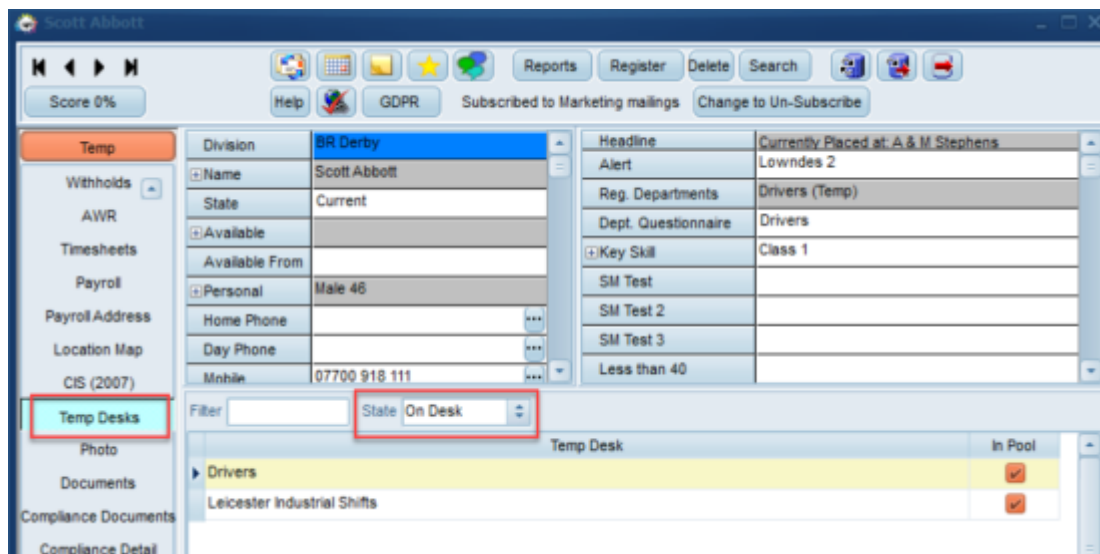 Scott Abbott
Reports Register Delete Search
Score 0% Help GDPR Subscribed to Marketing mailings Change to Un-Subscribe
Temp
Withholds
AWR
Timesheets
Payroll
Payroll Address
Location Map
CIS (2007)
Temp Desks
Photo
Documents
Compliance Documents
Compliance Detail
Division BR Derby
Name Scott Abbott
State Current
Available
Available From
Personal Male 46
Home Phone
Day Phone
Mobile 07700 918 111
Headline Currently Placed at: A & M Stephens
Alert Lowndes 2
Reg. Departments Drivers (Temp)
Dept. Questionnaire Drivers
Key Skill Class 1
SM Test
SM Test 2
SM Test 3
Less than 40
Filter State On Desk
Temp Desk In Pool
Drivers
Leicester Industrial Shifts